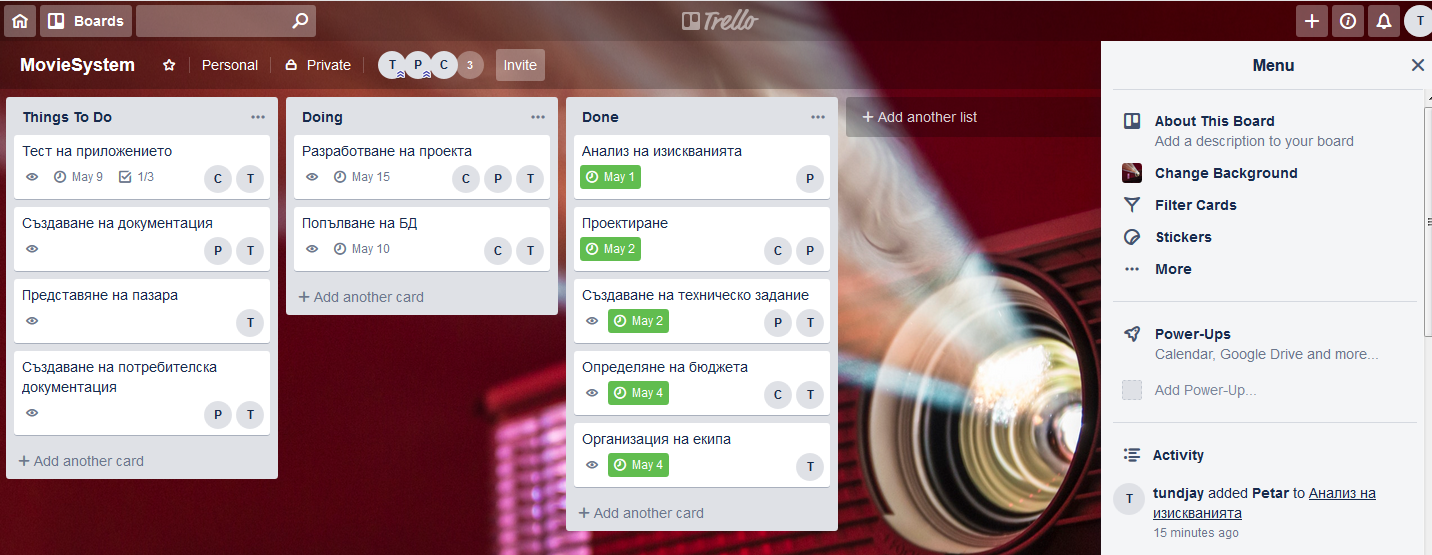 Boards
Trello
T
MovieSystem
Personal
Private
T P C 3
Invite
Things To Do
Тест на приложението
May 9 1/3
C T
Създаване на документация
P T
Представяне на пазара
T
Създаване на потребителска
документация
P T
+ Add another card
Doing
Разработване на проекта
May 15
C P T
Попълване на БД
May 10
C T
+ Add another card
Done
Анализ на изискванията
May 1
P
Проектиране
May 2
C P
Създаване на техническо задание
May 2
P T
Определяне на бюджета
May 4
C T
Организация на екипа
May 4
T
+ Add another card
+ Add another list
Menu
About This Board
Add a description to your board
Change Background
Filter Cards
Stickers
More
Power-Ups
Calendar, Google Drive and more...
Add Power-Up...
Activity
T
tundjay added Petar to Анализ на
изискванията
15 minutes ago